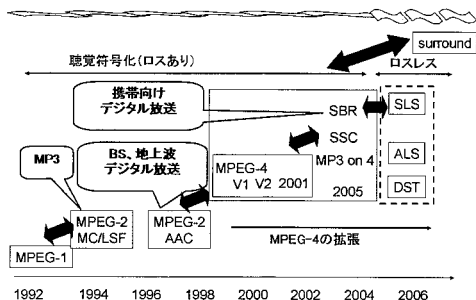 surround
聴覚符号化(ロスあり)
ロスレス
携帯向け
デジタル放送
SBR
SLS
SSC
MP3
BS、地上波
デジタル放送
MPEG-4
V1 V2 2001
MP3 on 4
ALS
2005
DST
MPEG-2
MC/LSF
MPEG-2
AAC
MPEG-4の拡張
MPEG-1
1992 1994 1996 1998 2000 2002 2004 2006